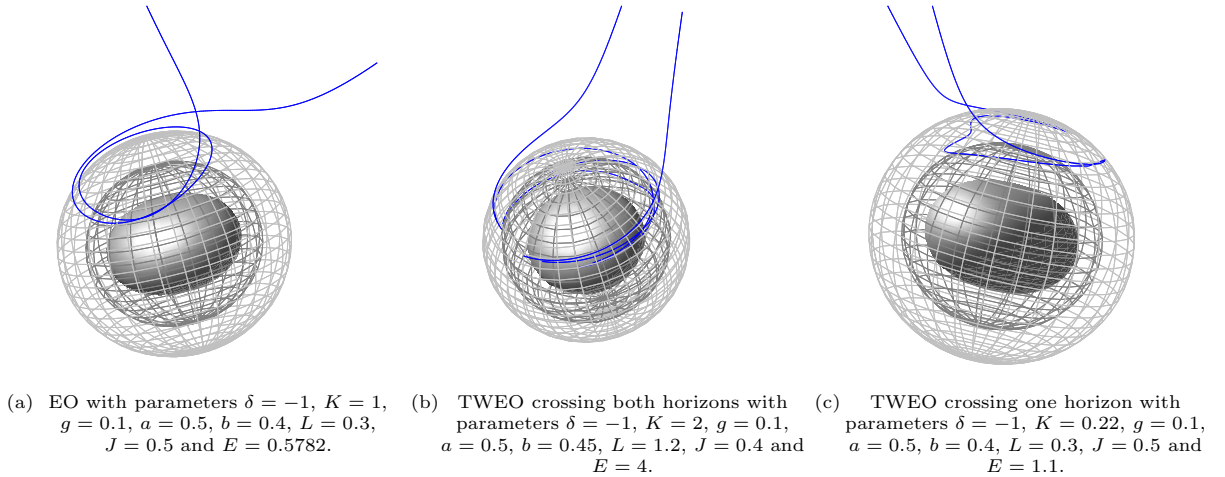 (a) EO with parameters δ = −1, K = 1,
g = 0.1, a = 0.5, b = 0.4, L = 0.3,
J = 0.5 and E = 0.5782.
(b) TWEO crossing both horizons with
parameters δ = −1, K = 2, g = 0.1,
a = 0.5, b = 0.45, L = 1.2, J = 0.4 and
E = 4.
(c) TWEO crossing one horizon with
parameters δ = −1, K = 0.22, g = 0.1,
a = 0.5, b = 0.4, L = 0.3, J = 0.5 and
E = 1.1.